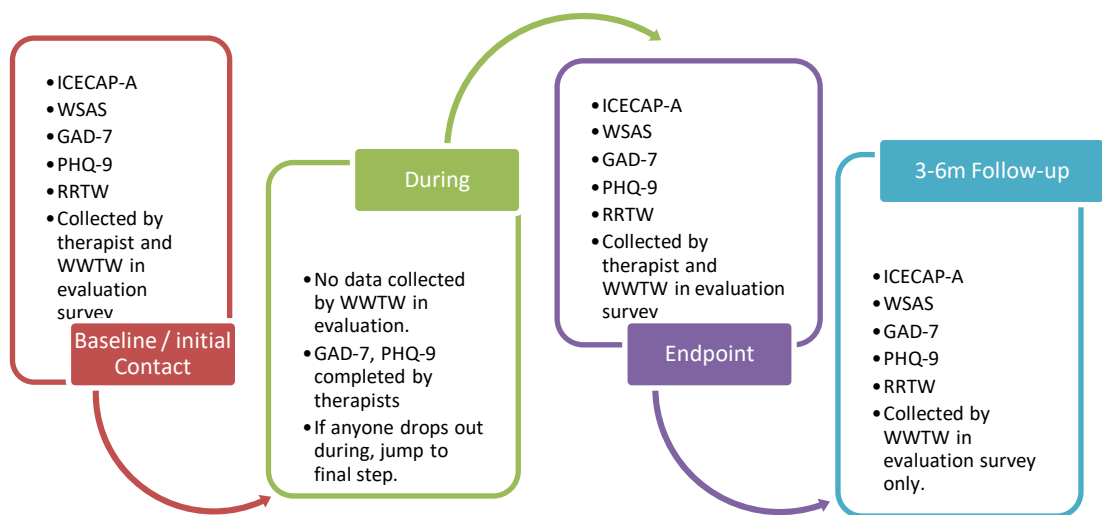 •ICECAP-A
•WSAS
•GAD-7
•PHQ-9
•RRTW
•Collected by
therapist and
WWTW in
evaluation
survey
Baseline / initial
Contact
During
•No data collected
by WWTW in
evaluation.
•GAD-7, PHQ-9
completed by
therapists
•If anyone drops out
during, jump to
final step.
•ICECAP-A
•WSAS
•GAD-7
•PHQ-9
•RRTW
•Collected by
therapist and
WWTW in evaluation
survey
Endpoint
3-6m Follow-up
•ICECAP-A
•WSAS
•GAD-7
•PHQ-9
•RRTW
•Collected by
WWTW in
evaluation survey
only.